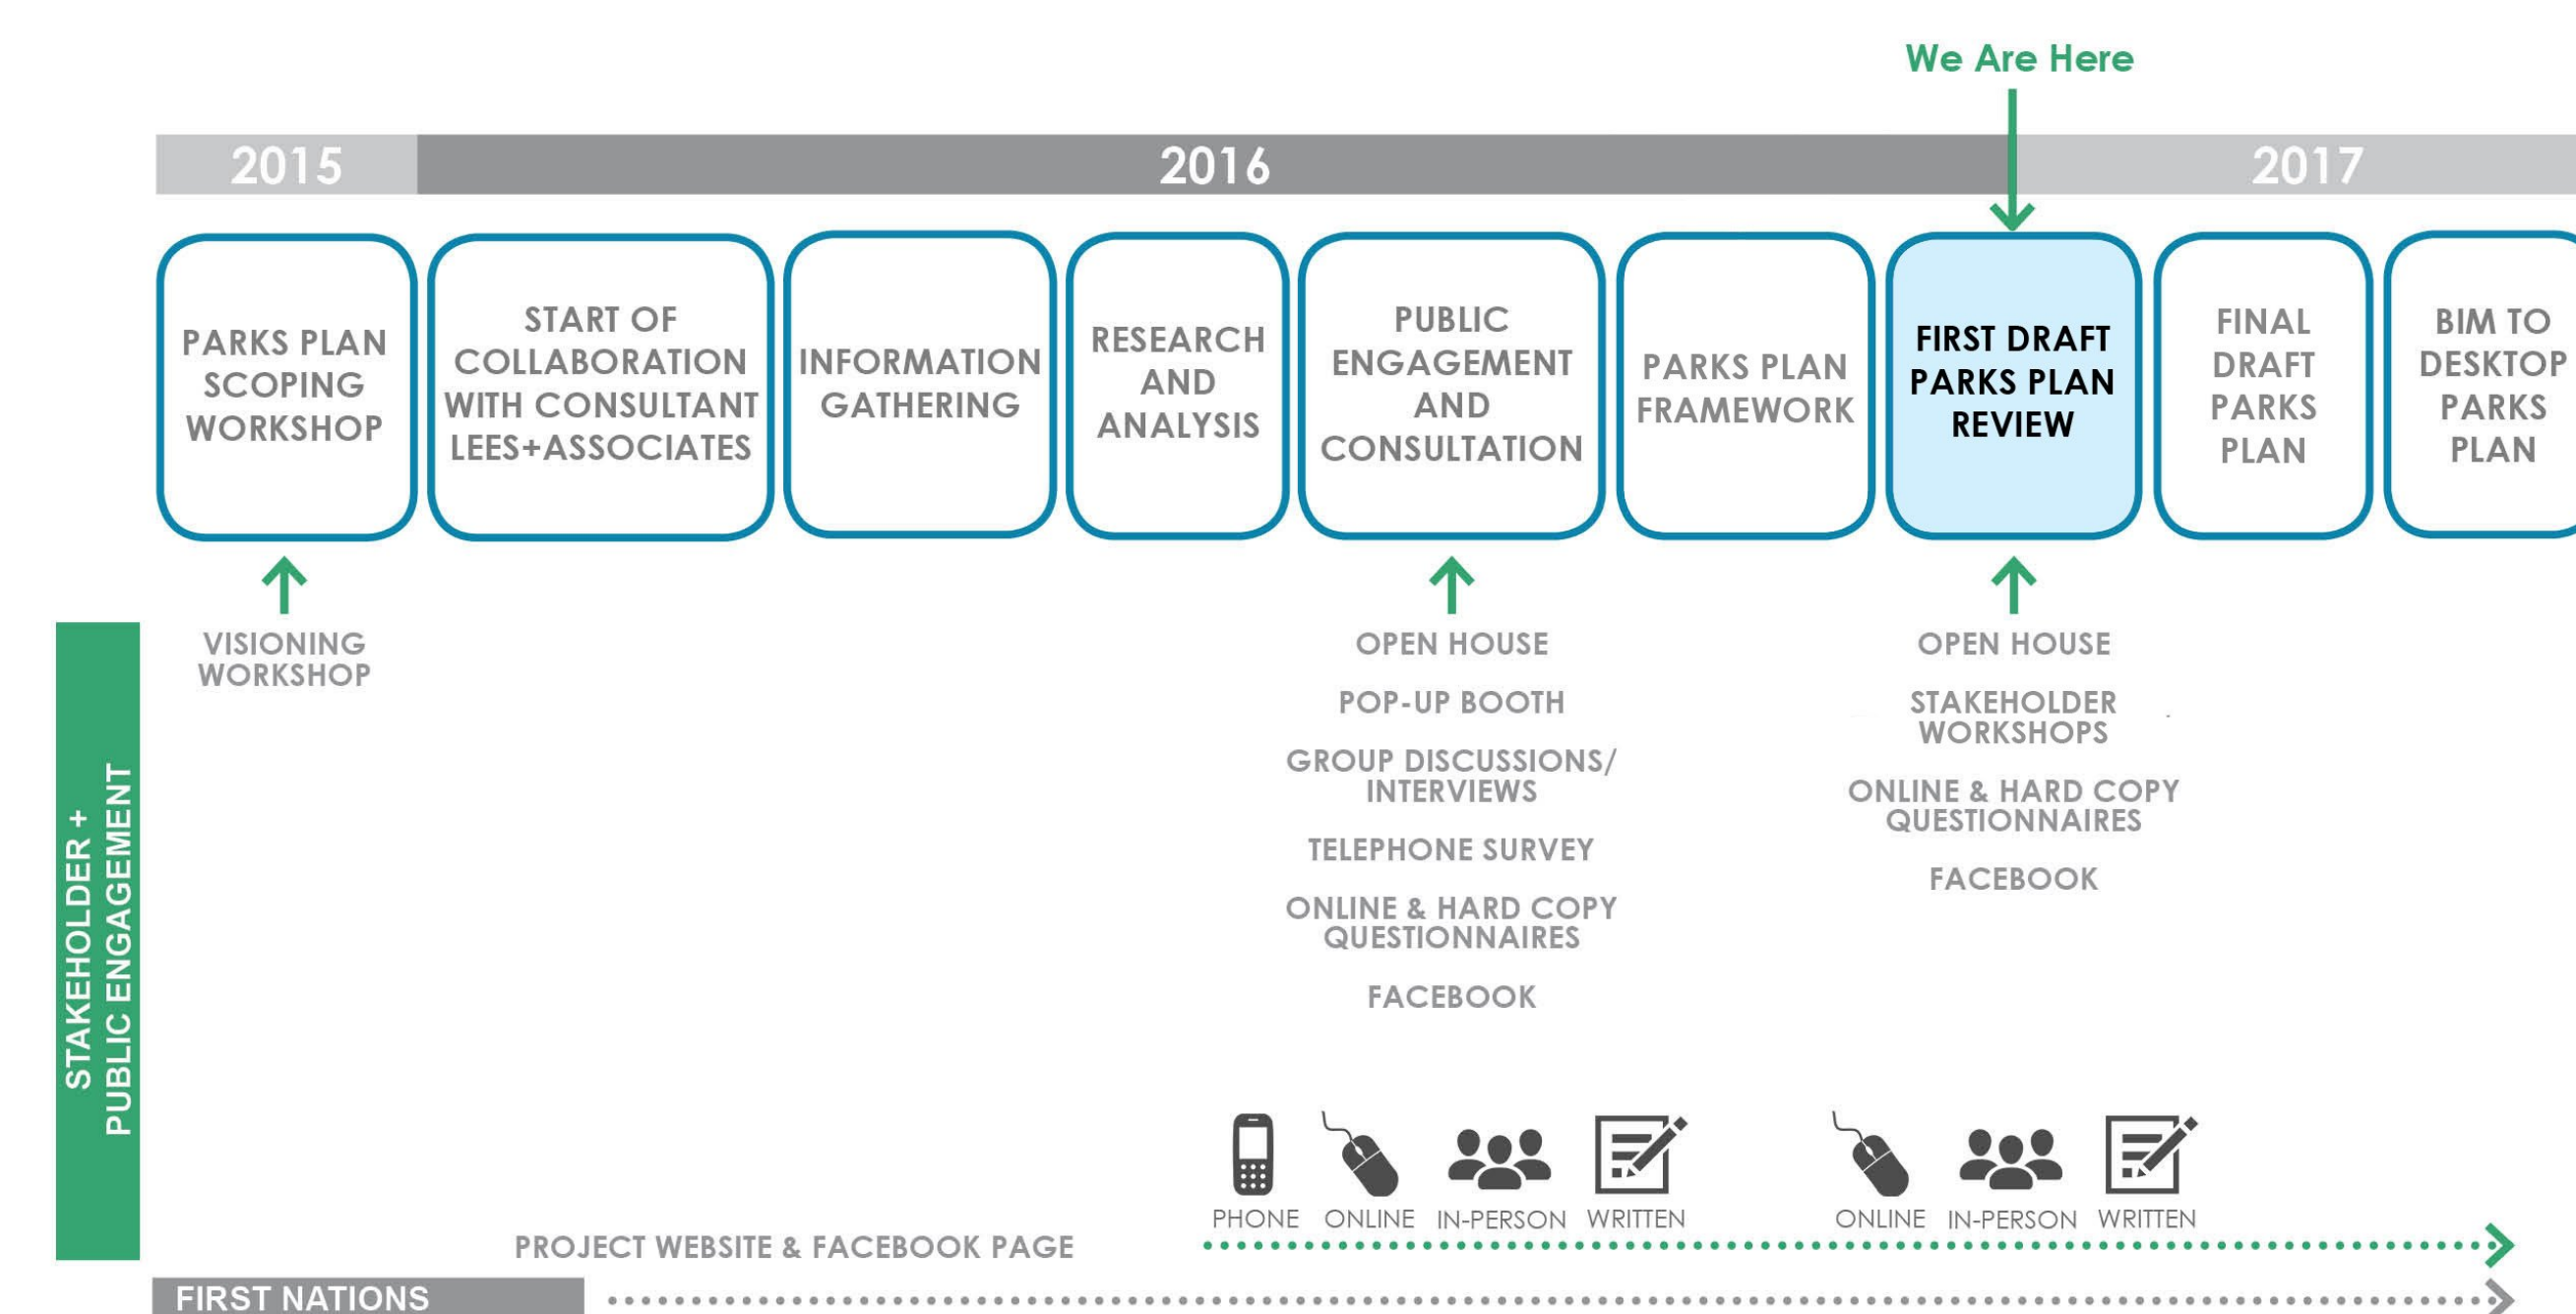 We Are Here
2015
2016
2017
PARKS PLAN
SCOPING
WORKSHOP
START OF
COLLABORATION
WITH CONSULTANT
LEES+ASSOCIATES
INFORMATION
GATHERING
RESEARCH
AND
ANALYSIS
PUBLIC
ENGAGEMENT
AND
CONSULTATION
PARKS PLAN
FRAMEWORK
FIRST DRAFT
PARKS PLAN
REVIEW
FINAL
DRAFT
PARKS
PLAN
BIM TO
DESKTOP
PARKS
PLAN
STAKEHOLDER +
PUBLIC ENGAGEMENT
VISIONING
WORKSHOP
OPEN HOUSE
POP-UP BOOTH
GROUP DISCUSSIONS/
INTERVIEWS
TELEPHONE SURVEY
ONLINE & HARD COPY
QUESTIONNAIRES
FACEBOOK
OPEN HOUSE
STAKEHOLDER
WORKSHOPS
ONLINE & HARD COPY
QUESTIONNAIRES
FACEBOOK
PHONE
ONLINE
IN-PERSON
WRITTEN
ONLINE
IN-PERSON
WRITTEN
PROJECT WEBSITE & FACEBOOK PAGE
FIRST NATIONS